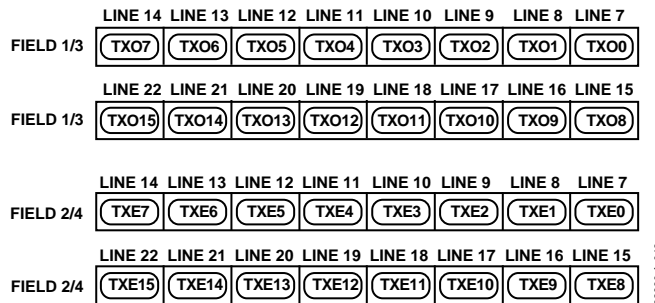 LINE 14 LINE 13 LINE 12 LINE 11 LINE 10 LINE 9 LINE 8 LINE 7
FIELD 1/3 TXO7 TXO6 TXO5 TXO4 TXO3 TXO2 TXO1 TXO0
LINE 22 LINE 21 LINE 20 LINE 19 LINE 18 LINE 17 LINE 16 LINE 15
FIELD 1/3 TXO15 TXO14 TXO13 TXO12 TXO11 TXO10 TXO9 TXO8
LINE 14 LINE 13 LINE 12 LINE 11 LINE 10 LINE 9 LINE 8 LINE 7
FIELD 2/4 TXE7 TXE6 TXE5 TXE4 TXE3 TXE2 TXE1 TXE0
LINE 22 LINE 21 LINE 20 LINE 19 LINE 18 LINE 17 LINE 16 LINE 15
FIELD 2/4 TXE15 TXE14 TXE13 TXE12 TXE11 TXE10 TXE9 TXE8